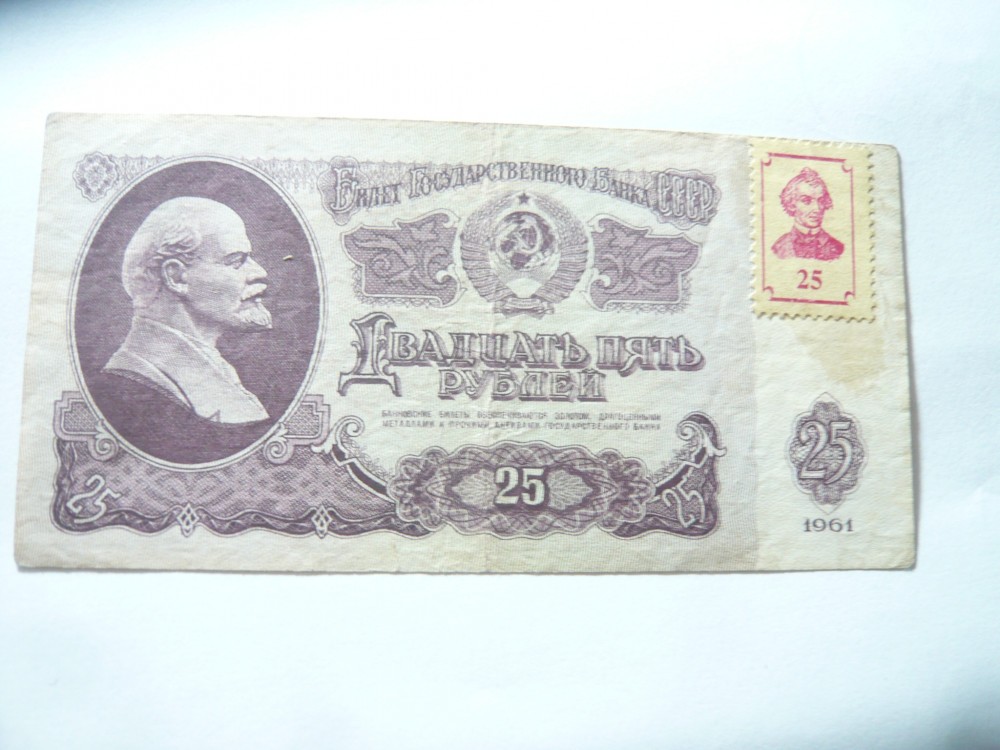 Билет Государственного Банка СССР
25
Двадцать пять
рублей
БАНКОВСКИЕ БИЛЕТЫ ОБЕСПЕЧИВАЮТСЯ ЗОЛОТОМ, ДРАГОЦЕННЫМИ
МЕТАЛЛАМИ И ПРОЧИМИ АКТИВАМИ ГОСУДАРСТВЕННОГО БАНКА
25
25
25
25
1961